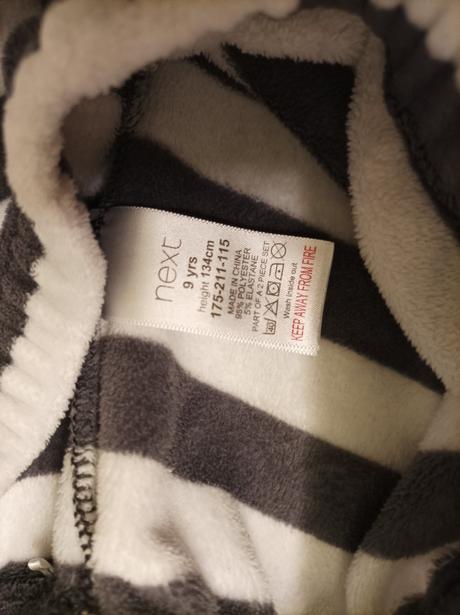 next
9 yrs
height 134cm
175-211-115
MADE IN CHINA
95% POLYESTER
5% ELASTANE
PART OF A 2 PIECE SET
40
Wash inside out
KEEP AWAY FROM FIRE